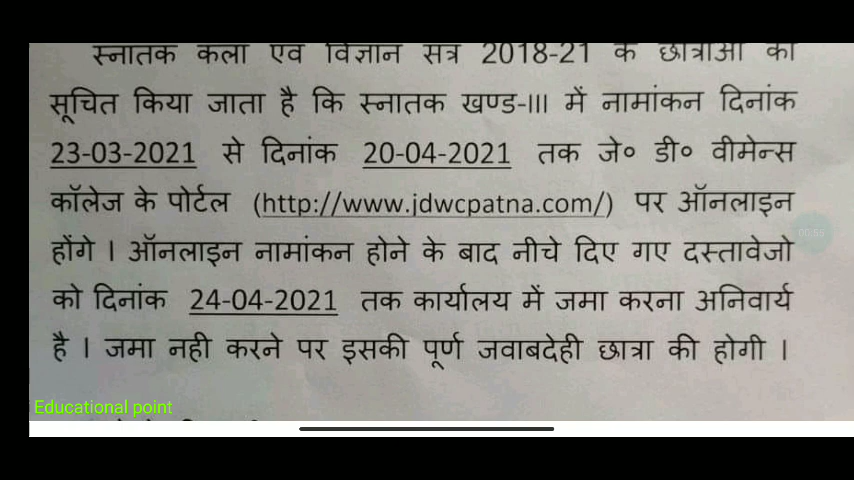 स्नातक कला एवं विज्ञान सत्र 2018-21 के छात्राओं को
सूचित किया जाता है कि स्नातक खण्ड-III में नामांकन दिनांक
23-03-2021 से दिनांक 20-04-2021 तक जे० डी० वीमेन्स
कॉलेज के पोर्टल (http://www.jdwcpatna.com/) पर ऑनलाइन
होंगे । ऑनलाइन नामांकन होने के बाद नीचे दिए गए दस्तावेजो
को दिनांक 24-04-2021 तक कार्यालय में जमा करना अनिवार्य
है । जमा नही करने पर इसकी पूर्ण जवाबदेही छात्रा की होगी ।
Educational point